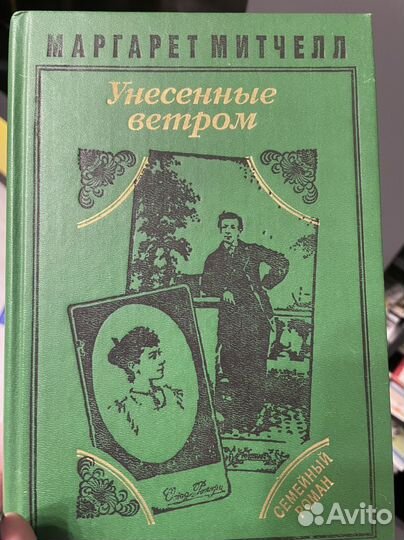 МАРГАРЕТ МИТЧЕЛЛ
Унесенные
ветром
СЕМЕЙНЫЙ
РОМАН
Avito